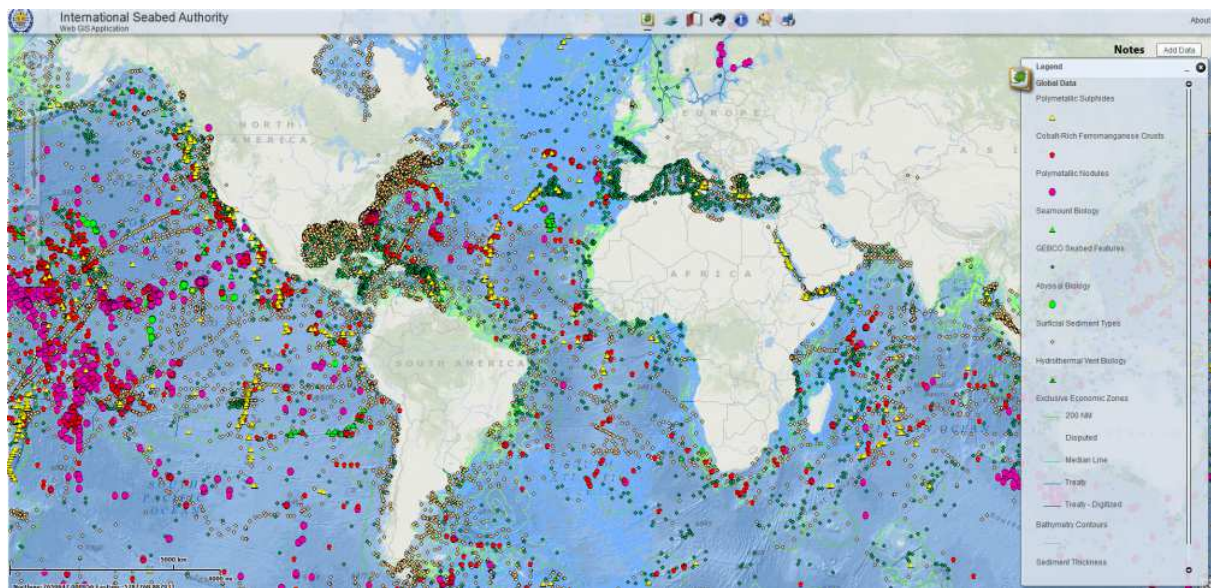 International Seabed Authority
Web GIS Application
About
Notes
Add Data
Legend
Global Data
Polymetallic Sulphides
Cobalt-Rich Ferromanganese Crusts
Polymetallic Nodules
Seamount Biology
GEBCO Seabed Features
Abyssal Biology
Surficial Sediment Types
Hydrothermal Vent Biology
Exclusive Economic Zones
200 NM
Disputed
Median Line
Treaty
Treaty - Digitized
Bathymetry Contours
Sediment Thickness
NORTH
AMERICA
EUROPE
AFRICA
SOUTH AMERICA
5000 km